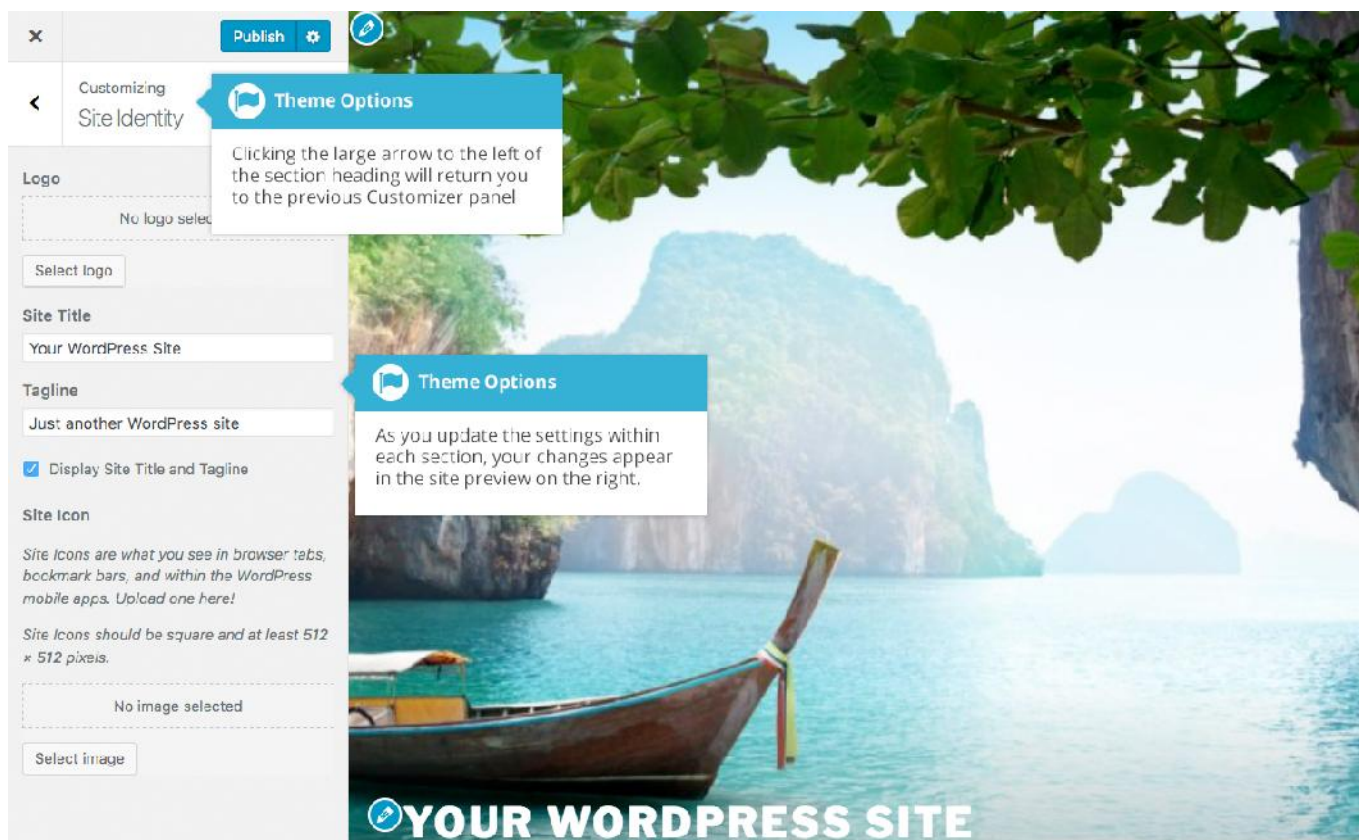 Publish
Customizing
Site Identity
Theme Options
Clicking the large arrow to the left of
the section heading will return you
to the previous Customizer panel
Logo
No logo selec
Select logo
Site Title
Your WordPress Site
Theme Options
As you update the settings within
each section, your changes appear
in the site preview on the right.
Tagline
Just another WordPress site
Display Site Title and Tagline
Site Icon
Site Icons are what you see in browser tabs,
bookmark bars, and within the WordPress
mobile apps. Upload one here!
Site Icons should be square and at least 512
× 512 pixels.
No image selected
Select image
YOUR WORDPRESS SITE